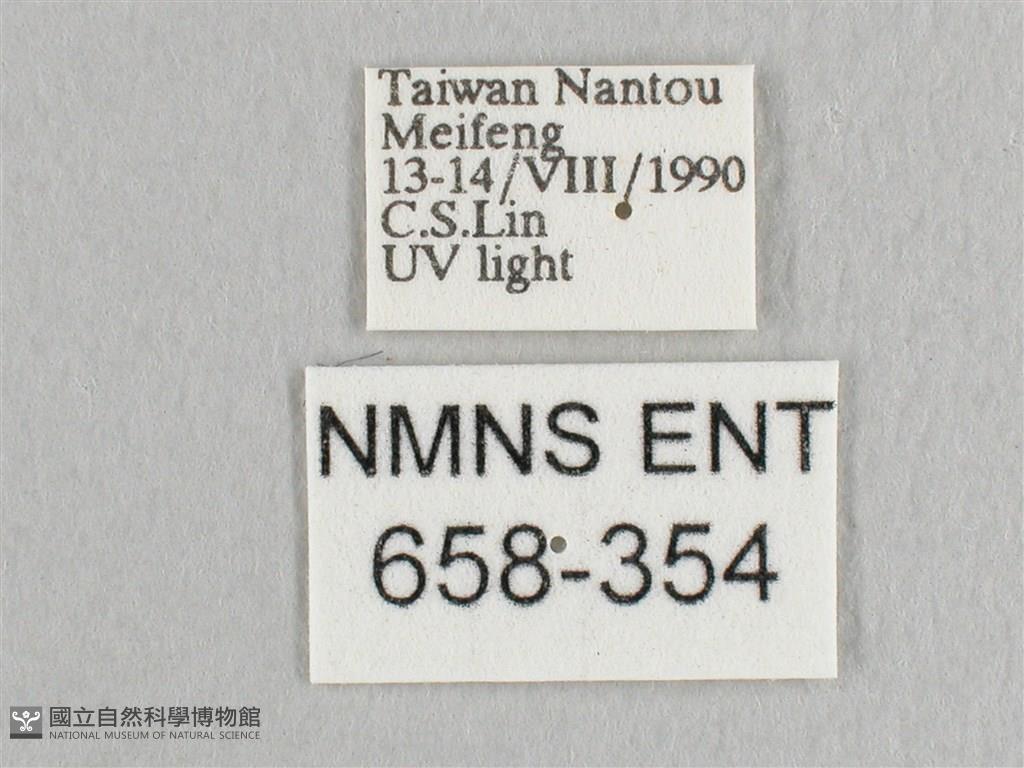 Taiwan Nantou
Meifeng
13-14/VIII/1990
C.S.Lin
UV light
NMNS ENT
658-354
國立自然科學博物館
NATIONAL MUSEUM OF NATURAL SCIENCE